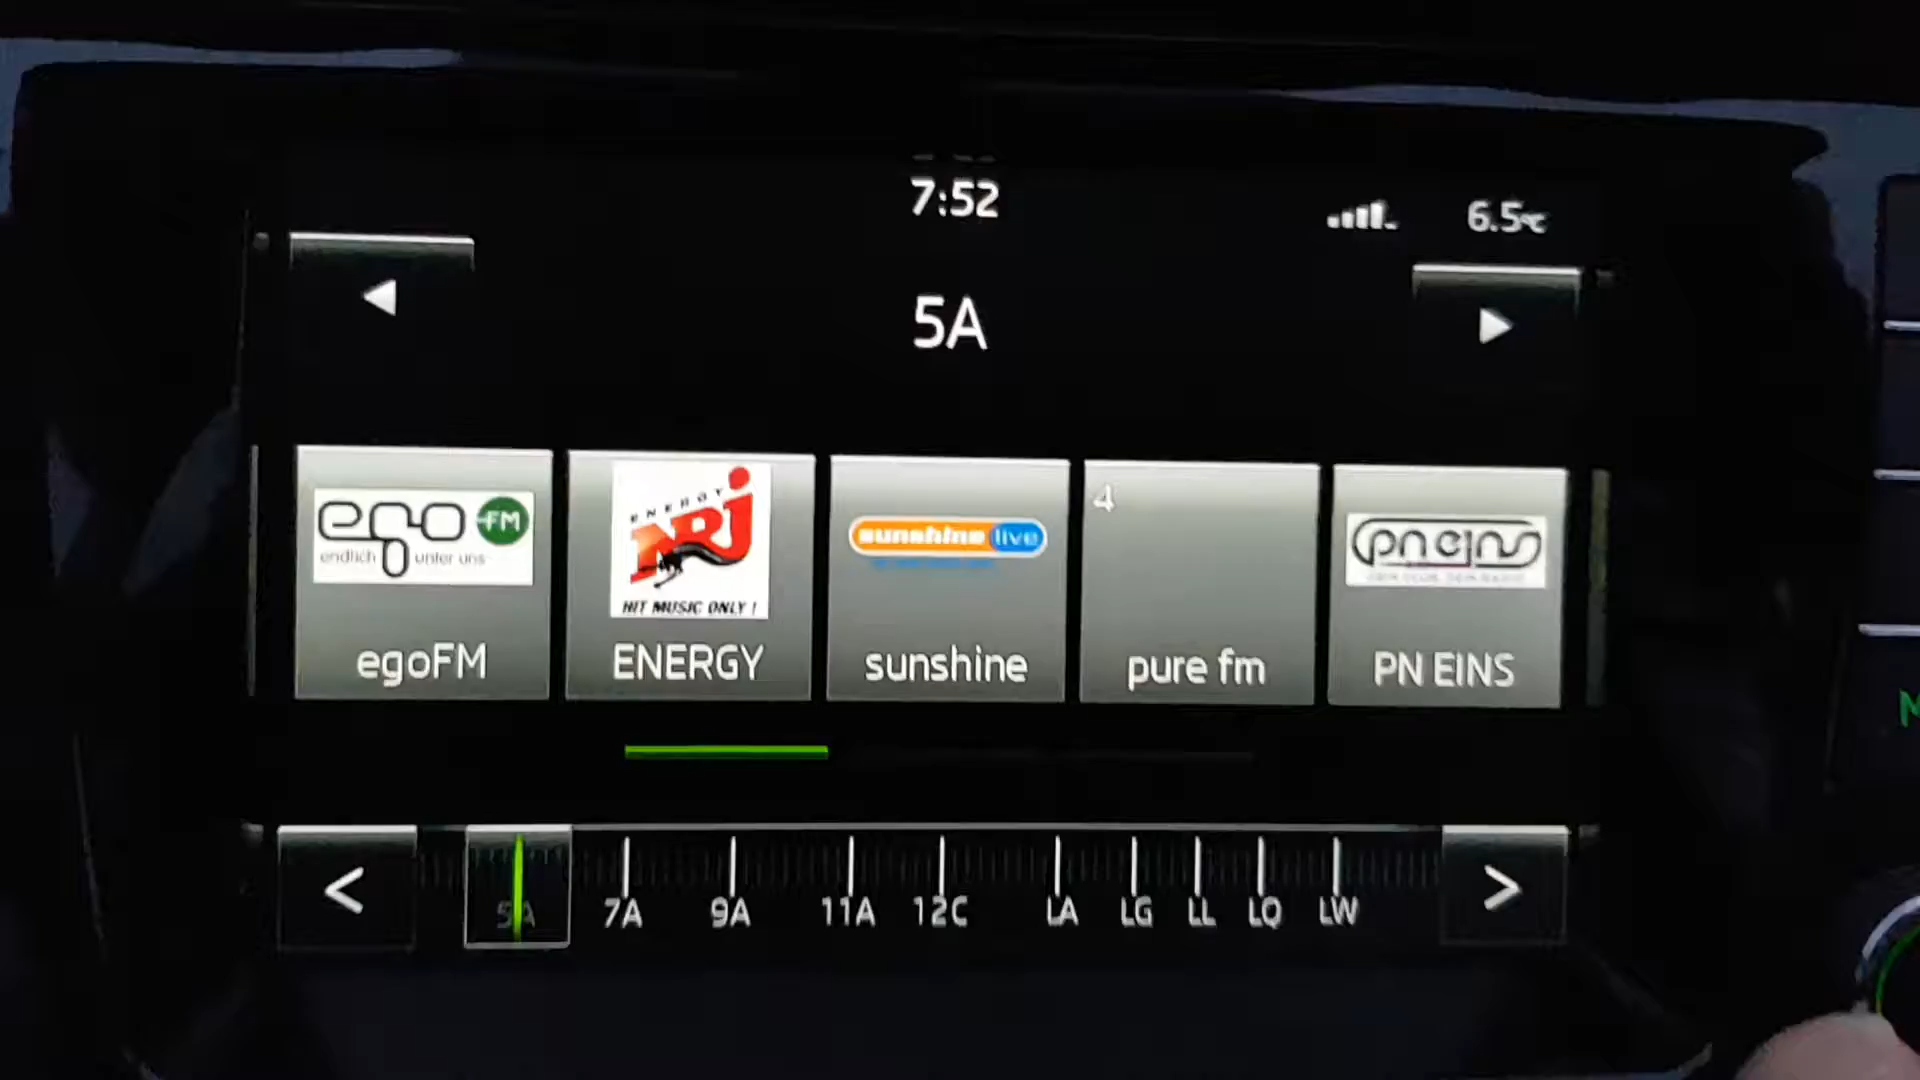 7:52
6.5°C
5A
ego FM
endlich unter uns
ENERGY
NRJ
HIT MUSIC ONLY !
sunshine live
4
pn eins
egoFM
ENERGY
sunshine
pure fm
PN EINS
<
5A
7A
9A
11A
12C
LA
LG
LL
LQ
LW
>